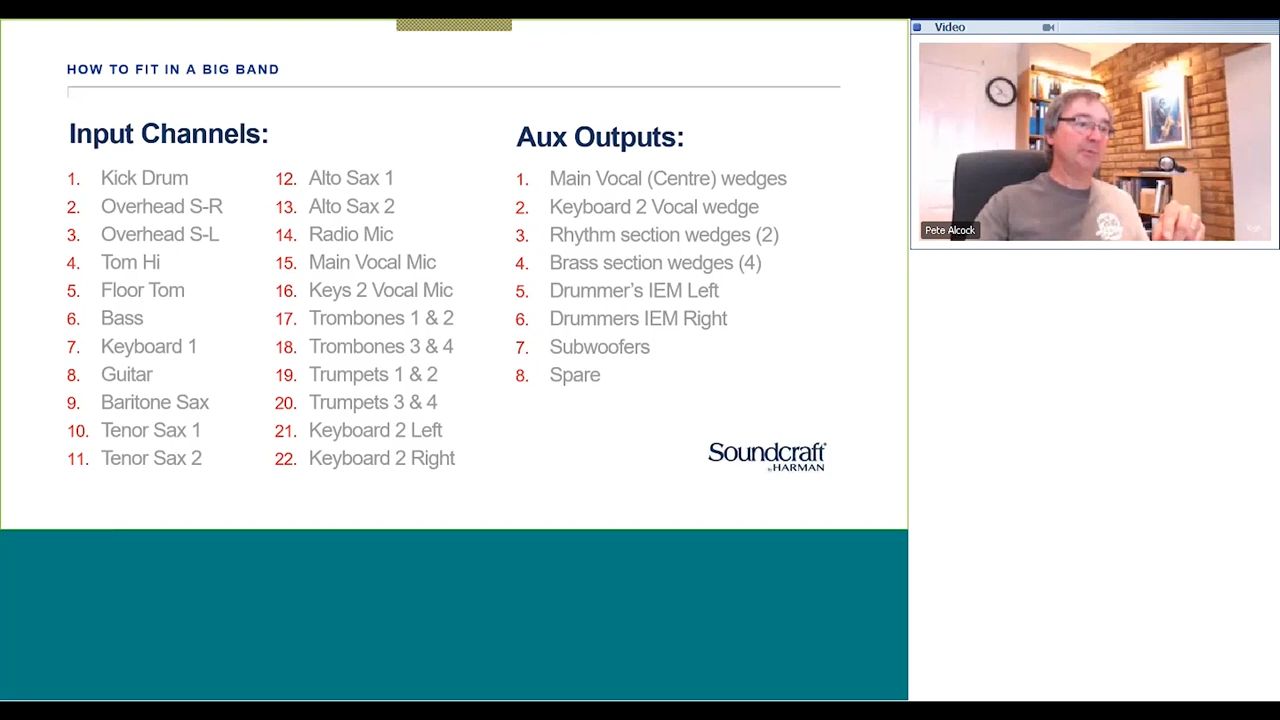 HOW TO FIT IN A BIG BAND
Input Channels:
1. Kick Drum
2. Overhead S-R
3. Overhead S-L
4. Tom Hi
5. Floor Tom
6. Bass
7. Keyboard 1
8. Guitar
9. Baritone Sax
10. Tenor Sax 1
11. Tenor Sax 2
12. Alto Sax 1
13. Alto Sax 2
14. Radio Mic
15. Main Vocal Mic
16. Keys 2 Vocal Mic
17. Trombones 1 & 2
18. Trombones 3 & 4
19. Trumpets 1 & 2
20. Trumpets 3 & 4
21. Keyboard 2 Left
22. Keyboard 2 Right
Aux Outputs:
1. Main Vocal (Centre) wedges
2. Keyboard 2 Vocal wedge
3. Rhythm section wedges (2)
4. Brass section wedges (4)
5. Drummer’s IEM Left
6. Drummers IEM Right
7. Subwoofers
8. Spare
Soundcraft®
by HARMAN
Video
Pete Alcock